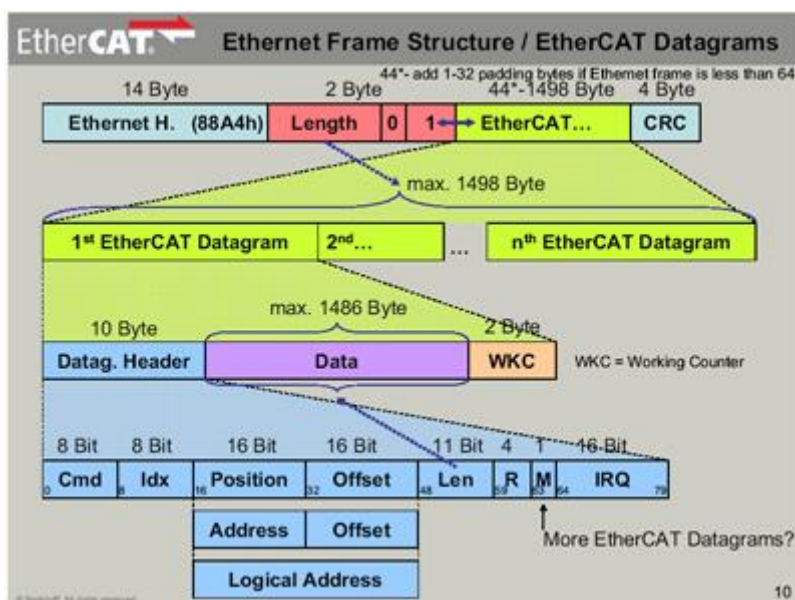 EtherCAT. Ethernet Frame Structure / EtherCAT Datagrams
44*- add 1-32 padding bytes if Ethernet frame is less than 64
14 Byte 2 Byte 44*-1498 Byte 4 Byte
Ethernet H. (88A4h) Length 0 1 EtherCAT... CRC
max. 1498 Byte
1st EtherCAT Datagram 2nd... ... nth EtherCAT Datagram
max. 1486 Byte
10 Byte 2 Byte
Datag. Header Data WKC WKC = Working Counter
8 Bit 8 Bit 16 Bit 16 Bit 11 Bit 4 1 16 Bit
Cmd Idx Position Offset Len R M IRQ
0 8 16 32 48 59 63 64 79
Address Offset More EtherCAT Datagrams?
Logical Address
10